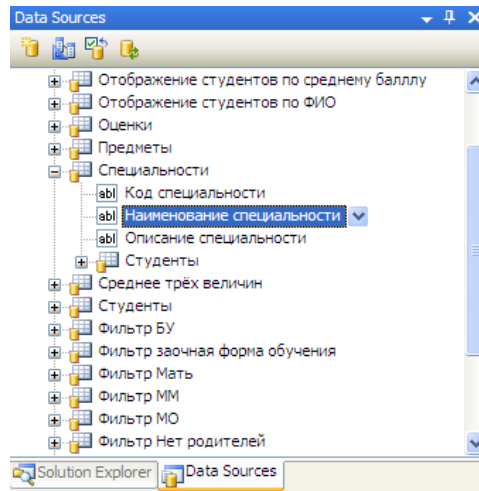 Data Sources
Отображение студентов по среднему балллу
Отображение студентов по ФИО
Оценки
Предметы
Специальности
abl Код специальности
abl Наименование специальности
abl Описание специальности
Студенты
Среднее трёх величин
Студенты
Фильтр БУ
Фильтр заочная форма обучения
Фильтр Мать
Фильтр ММ
Фильтр МО
Фильтр Нет родителей
Solution Explorer Data Sources